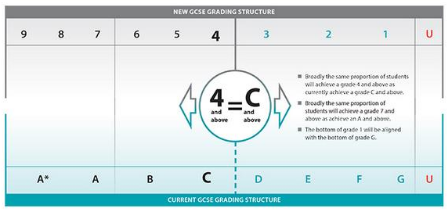 NEW GCSE GRADING STRUCTURE
9 8 7 6 5 4 3 2 1 U
4 = C
and above and above
Broadly the same proportion of students
will achieve a grade 4 and above as
currently achieve a grade C and above.
Broadly the same proportion of
students will achieve a grade 7 and
above as achieve an A and above.
The bottom of grade 1 will be aligned
with the bottom of grade G.
A* A B C D E F G U
CURRENT GCSE GRADING STRUCTURE